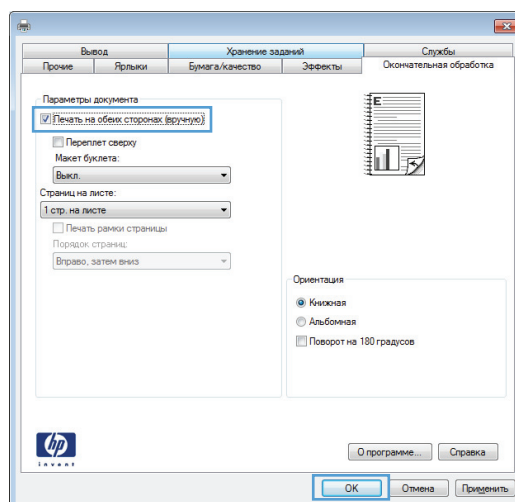 Вывод Хранение заданий Службы
Прочие Ярлыки Бумага/качество Эффекты Окончательная обработка
Параметры документа
Печать на обеих сторонах (вручную)
Переплет сверху
Макет буклета:
Выкл.
Страниц на листе:
1 стр. на листе
Печать рамки страницы
Порядок страниц:
Вправо, затем вниз
E
Ориентация
Книжная
Альбомная
Поворот на 180 градусов
hp
invent
О программе... Справка
OK Отмена Применить